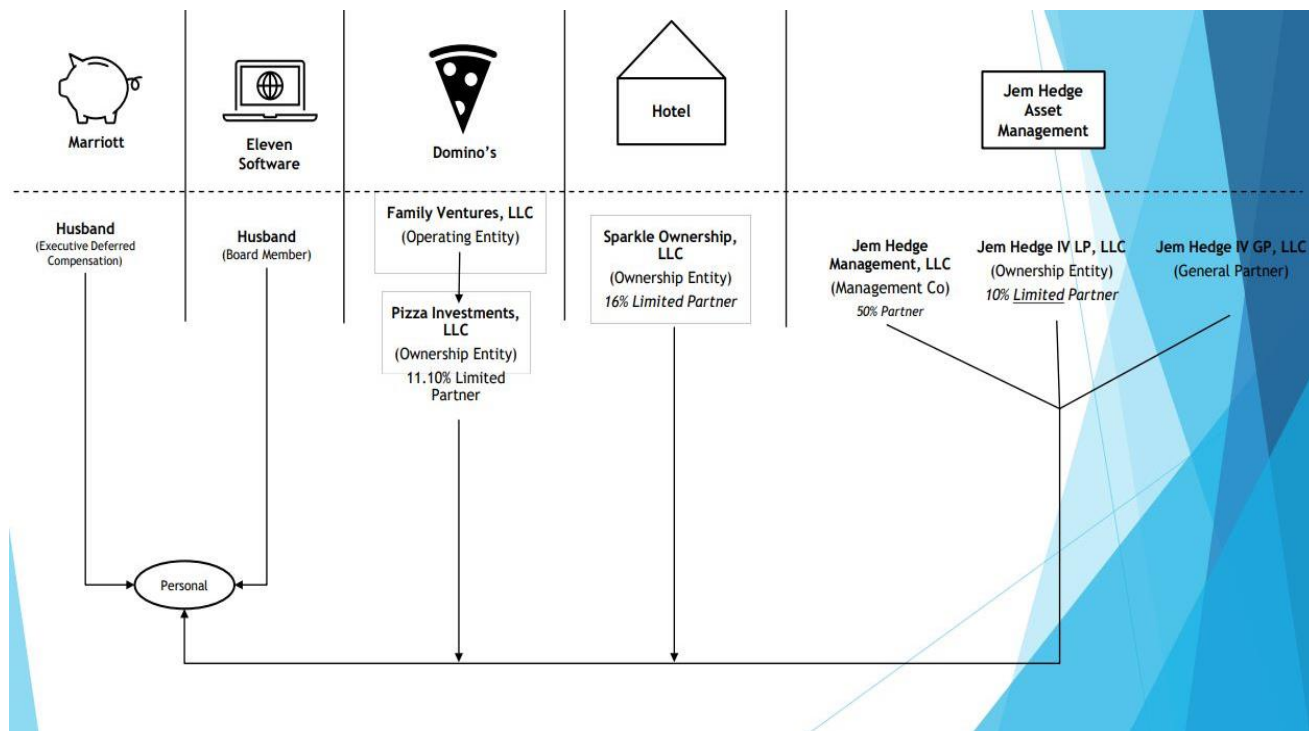 Marriott
Eleven
Software
Domino's
Hotel
Jem Hedge
Asset
Management
Husband
(Executive Deferred
Compensation)
Husband
(Board Member)
Family Ventures, LLC
(Operating Entity)
Pizza Investments,
LLC
(Ownership Entity)
11.10% Limited
Partner
Sparkle Ownership,
LLC
(Ownership Entity)
16% Limited Partner
Jem Hedge
Management, LLC
(Management Co)
50% Partner
Jem Hedge IV LP, LLC
(Ownership Entity)
10% Limited Partner
Jem Hedge IV GP, LLC
(General Partner)
Personal